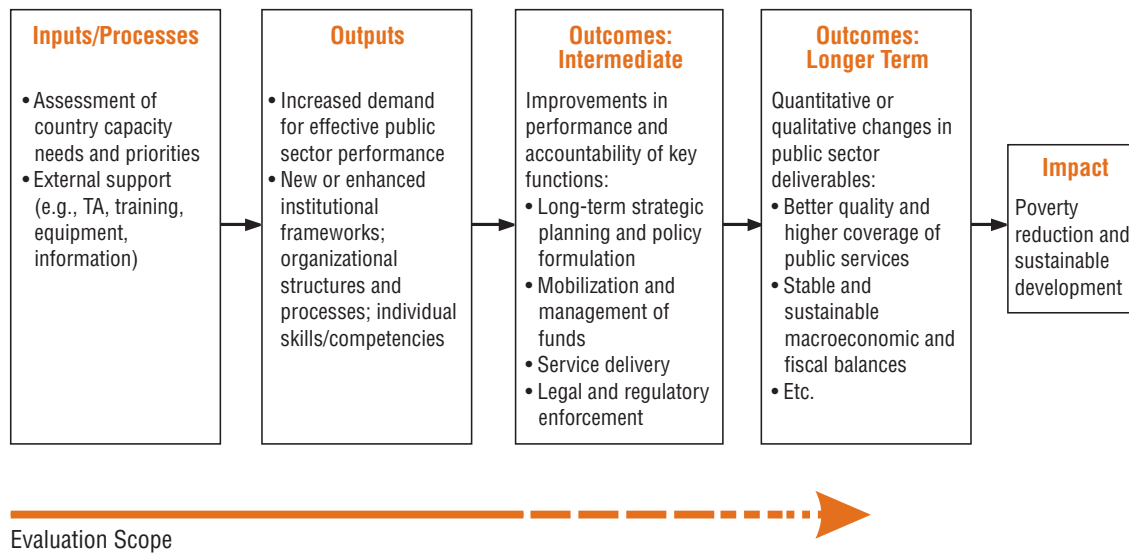 Inputs/Processes
• Assessment of
country capacity
needs and priorities
• External support
(e.g., TA, training,
equipment,
information)
Outputs
• Increased demand
for effective public
sector performance
• New or enhanced
institutional
frameworks;
organizational
structures and
processes; individual
skills/competencies
Outcomes:
Intermediate
Improvements in
performance and
accountability of key
functions:
• Long-term strategic
planning and policy
formulation
• Mobilization and
management of
funds
• Service delivery
• Legal and regulatory
enforcement
Outcomes:
Longer Term
Quantitative or
qualitative changes in
public sector
deliverables:
• Better quality and
higher coverage of
public services
• Stable and
sustainable
macroeconomic and
fiscal balances
• Etc.
Impact
Poverty
reduction and
sustainable
development
Evaluation Scope